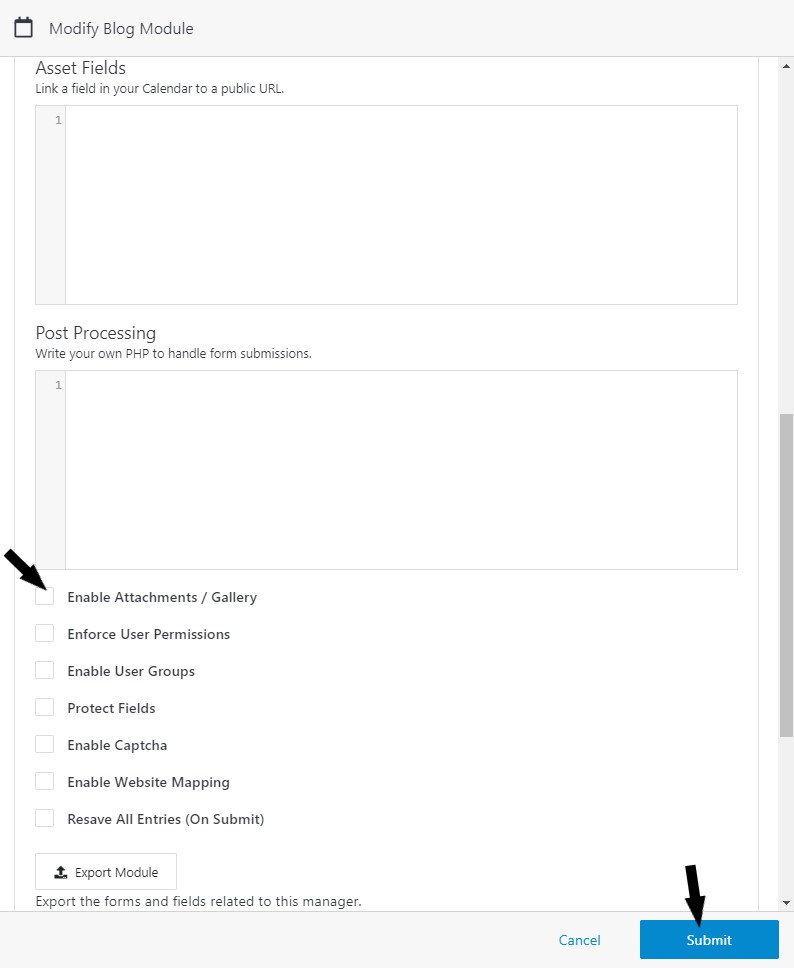 Modify Blog Module
Asset Fields
Link a field in your Calendar to a public URL.
1
Post Processing
Write your own PHP to handle form submissions.
1
Enable Attachments / Gallery
Enforce User Permissions
Enable User Groups
Protect Fields
Enable Captcha
Enable Website Mapping
Resave All Entries (On Submit)
Export Module
Export the forms and fields related to this manager.
Cancel Submit